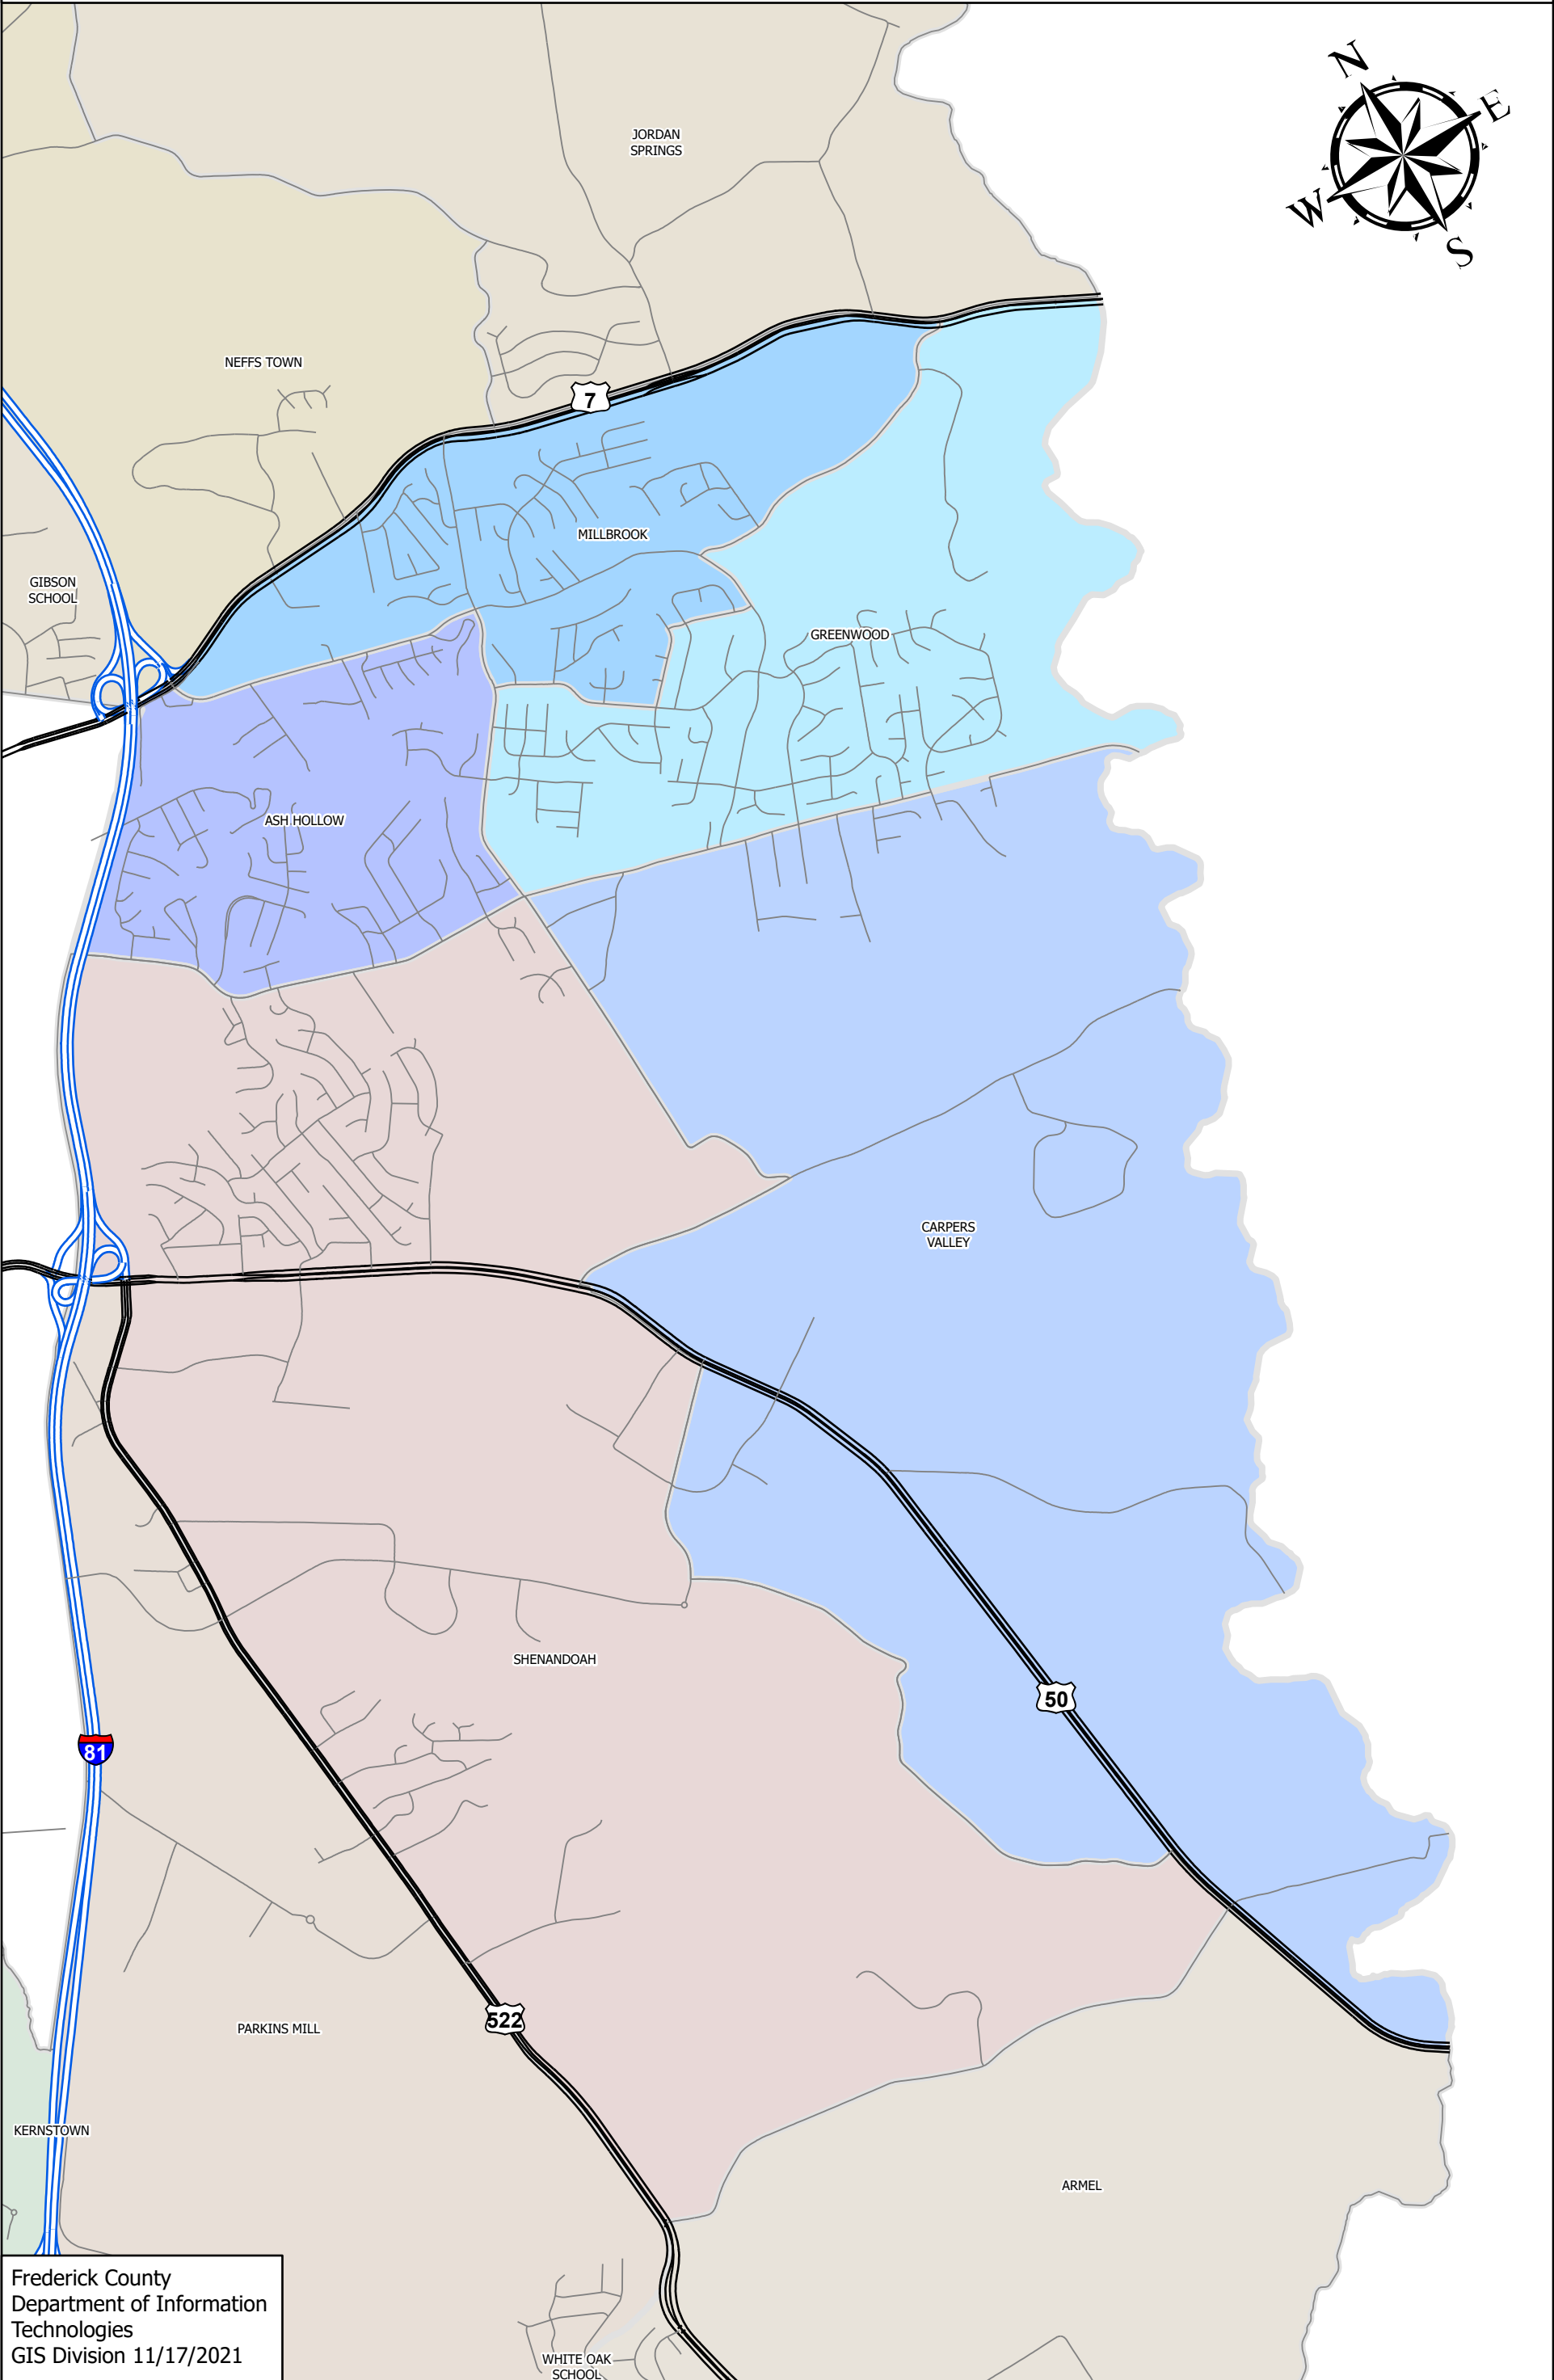 N
E
W
S
JORDAN
SPRINGS
NEFFS TOWN
7
MILLBROOK
GIBSON
SCHOOL
GREENWOOD
ASH HOLLOW
CARPERS
VALLEY
SHENANDOAH
50
81
522
PARKINS MILL
KERNSTOWN
ARMEL
Frederick County
Department of Information
Technologies
GIS Division 11/17/2021
WHITE OAK
SCHOOL